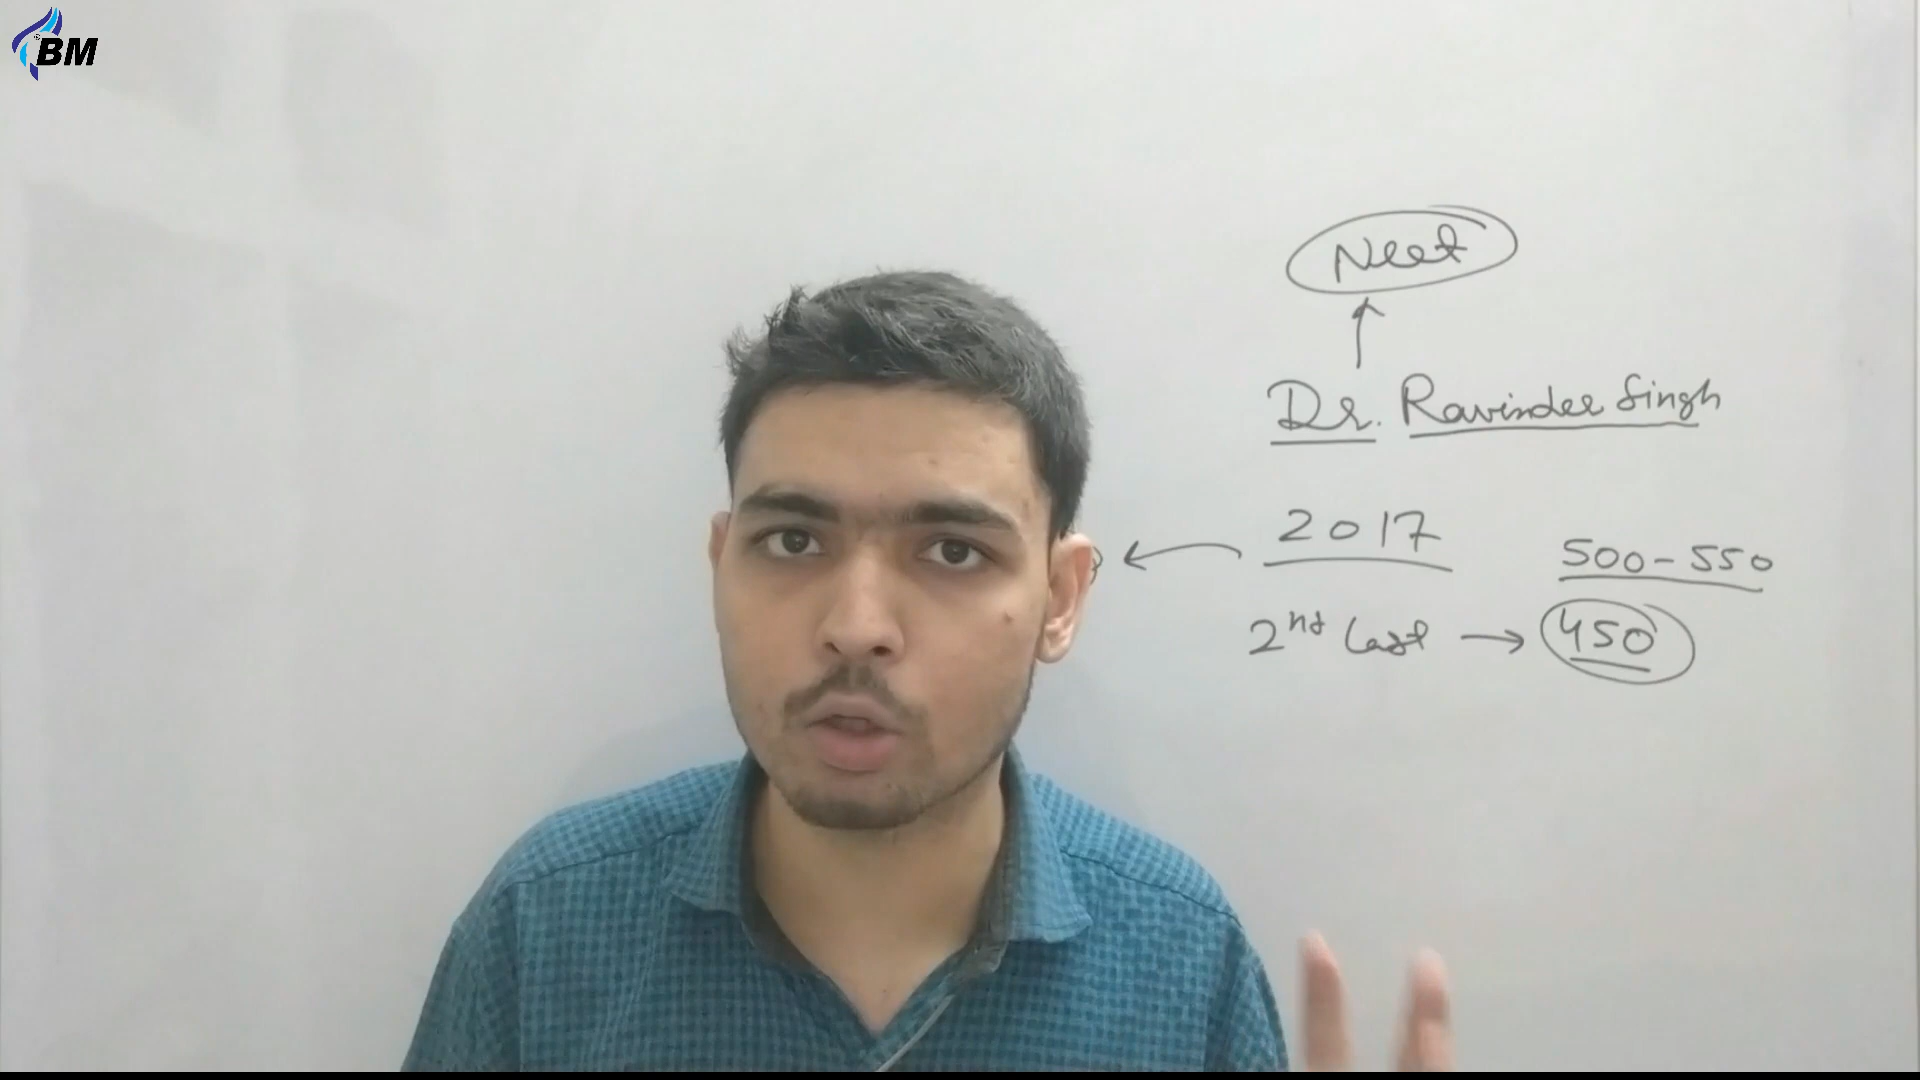 BM
Neet
Dr. Ravinder Singh
2017
500-550
2nd last → 450